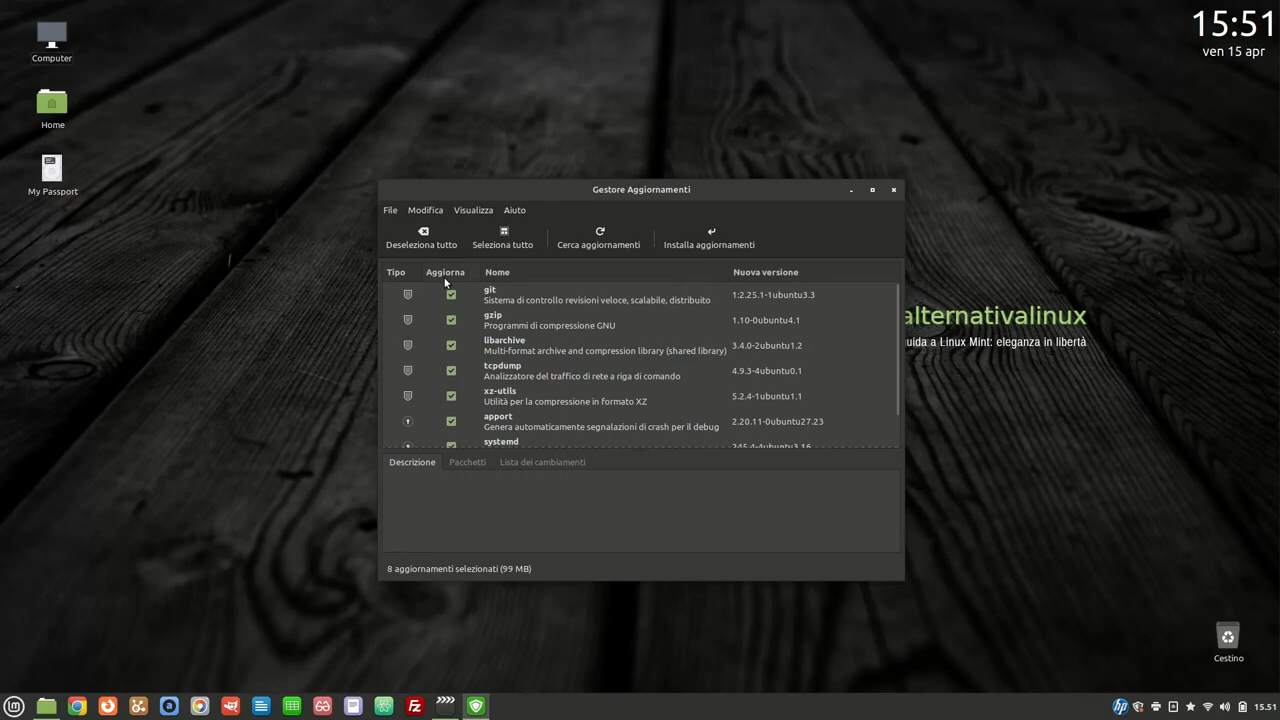 15:51
ven 15 apr
Computer
Home
My Passport
Gestore Aggiornamenti
File Modifica Visualizza Aiuto
Deseleziona tutto Seleziona tutto Cerca aggiornamenti Installa aggiornamenti
Tipo Aggiorna Nome Nuova versione
git
Sistema di controllo revisioni veloce, scalabile, distribuito 1:2.25.1-1ubuntu3.3
gzip
Programmi di compressione GNU 1.10-0ubuntu4.1
libarchive
Multi-format archive and compression library (shared library) 3.4.0-2ubuntu1.2
tcpdump
Analizzatore del traffico di rete a riga di comando 4.9.3-4ubuntu0.1
xz-utils
Utilità per la compressione in formato XZ 5.2.4-1ubuntu1.1
apport
Genera automaticamente segnalazioni di crash per il debug 2.20.11-0ubuntu27.23
systemd 245.4-4ubuntu3.16
Descrizione Pacchetti Lista dei cambiamenti
8 aggiornamenti selezionati (99 MB)
alternativalinux
guida a Linux Mint: eleganza in libertà
Cestino
15.51